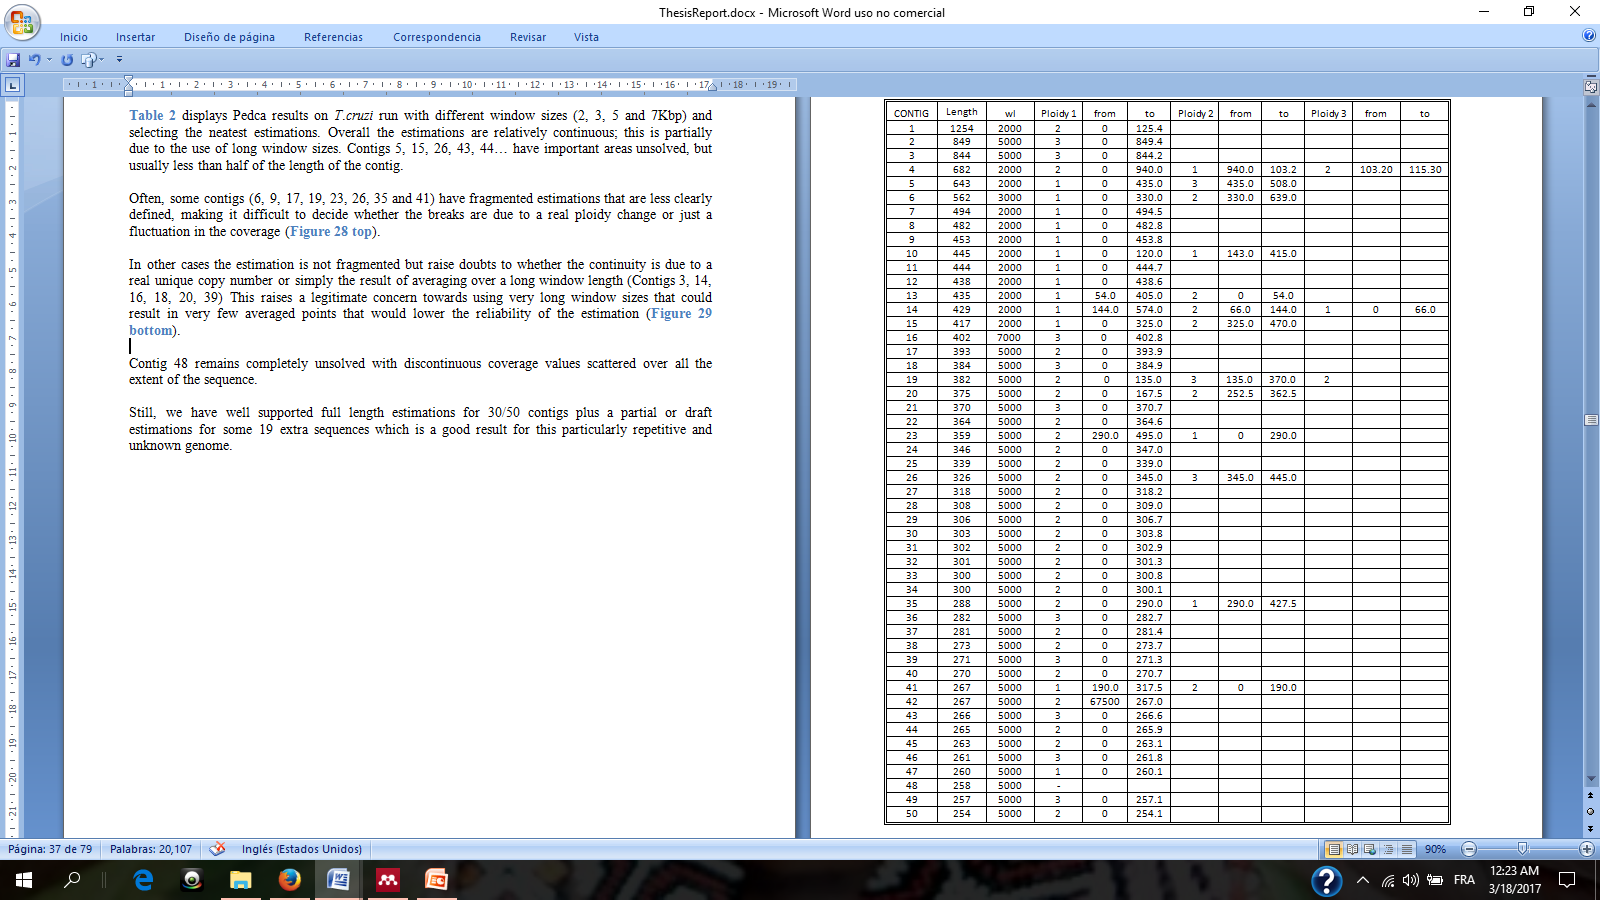 ThesisReport.docx - Microsoft Word uso no comercial
Inicio Insertar Diseño de página Referencias Correspondencia Revisar Vista
Table 2 displays Pedca results on T.cruzi run with different window sizes (2, 3, 5 and 7Kbp) and
selecting the neatest estimations. Overall the estimations are relatively continuous; this is partially
due to the use of long window sizes. Contigs 5, 15, 26, 43, 44… have important areas unsolved, but
usually less than half of the length of the contig.
Often, some contigs (6, 9, 17, 19, 23, 26, 35 and 41) have fragmented estimations that are less clearly
defined, making it difficult to decide whether the breaks are due to a real ploidy change or just a
fluctuation in the coverage (Figure 28 top).
In other cases the estimation is not fragmented but raise doubts to whether the continuity is due to a
real unique copy number or simply the result of averaging over a long window length (Contigs 3, 14,
16, 18, 20, 39) This raises a legitimate concern towards using very long window sizes that could
result in very few averaged points that would lower the reliability of the estimation (Figure 29
bottom).
Contig 48 remains completely unsolved with discontinuous coverage values scattered over all the
extent of the sequence.
Still, we have well supported full length estimations for 30/50 contigs plus a partial or draft
estimations for some 19 extra sequences which is a good result for this particularly repetitive and
unknown genome.
CONTIG Length wl Ploidy 1 from to Ploidy 2 from to Ploidy 3 from to
1 1254 2000 2 0 125.4
2 849 5000 3 0 849.4
3 844 5000 3 0 844.2
4 682 2000 2 0 940.0 1 940.0 103.2 2 103.20 115.30
5 643 2000 1 0 435.0 3 435.0 508.0
6 562 3000 1 0 330.0 2 330.0 639.0
7 494 2000 1 0 494.5
8 482 2000 1 0 482.8
9 453 2000 1 0 453.8
10 445 2000 1 0 120.0 1 143.0 415.0
11 444 2000 1 0 444.7
12 438 2000 1 0 438.6
13 435 2000 1 54.0 405.0 2 0 54.0
14 429 2000 1 144.0 574.0 2 66.0 144.0 1 0 66.0
15 417 2000 1 0 325.0 2 325.0 470.0
16 402 7000 3 0 402.8
17 393 5000 2 0 393.9
18 384 5000 3 0 384.9
19 382 5000 2 0 135.0 3 135.0 370.0 2
20 375 5000 2 0 167.5 2 252.5 362.5
21 370 5000 3 0 370.7
22 364 5000 2 0 364.6
23 359 5000 2 290.0 495.0 1 0 290.0
24 346 5000 2 0 347.0
25 339 5000 2 0 339.0
26 326 5000 2 0 345.0 3 345.0 445.0
27 318 5000 2 0 318.2
28 308 5000 2 0 309.0
29 306 5000 2 0 306.7
30 303 5000 2 0 303.8
31 302 5000 2 0 302.9
32 301 5000 2 0 301.3
33 300 5000 2 0 300.8
34 300 5000 2 0 300.1
35 288 5000 2 0 290.0 1 290.0 427.5
36 282 5000 3 0 282.7
37 281 5000 2 0 281.4
38 273 5000 2 0 273.7
39 271 5000 3 0 271.3
40 270 5000 2 0 270.7
41 267 5000 1 190.0 317.5 2 0 190.0
42 267 5000 2 67500 267.0
43 266 5000 3 0 266.6
44 265 5000 2 0 265.9
45 263 5000 2 0 263.1
46 261 5000 3 0 261.8
47 260 5000 1 0 260.1
48 258 5000 -
49 257 5000 3 0 257.1
50 254 5000 2 0 254.1
Página: 37 de 79 Palabras: 20,107 Inglés (Estados Unidos) 90%
FRA
12:23 AM
3/18/2017